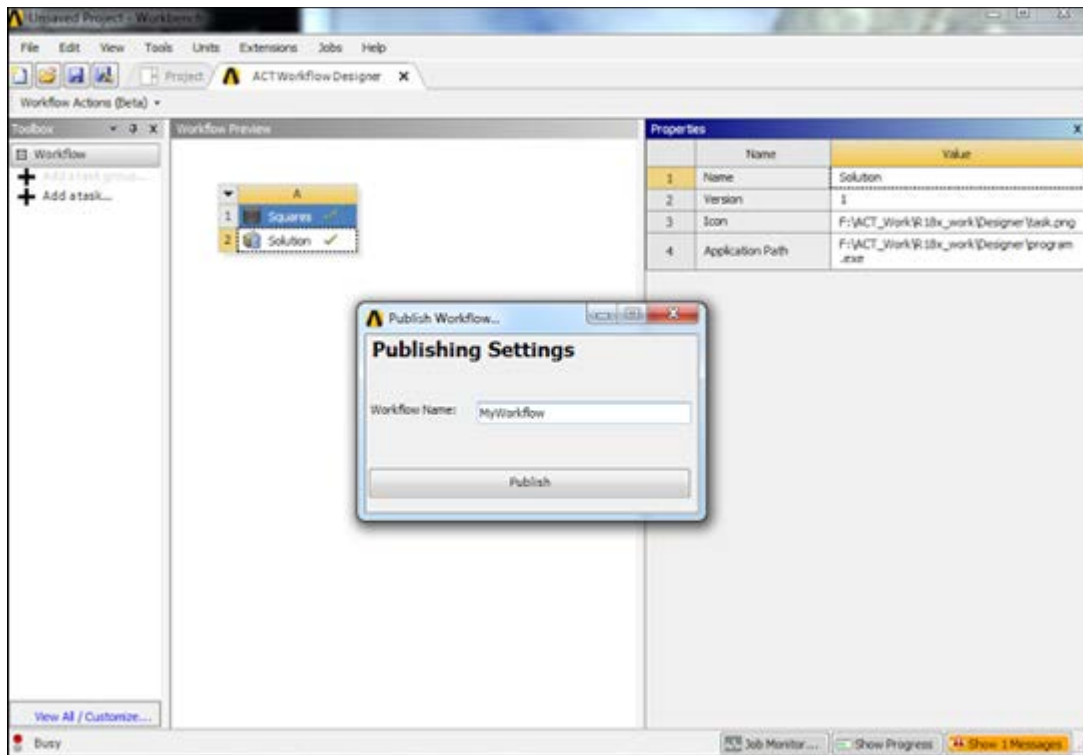 Unsaved Project - Workbench
File Edit View Tools Units Extensions Jobs Help
Project ACT Workflow Designer X
Workflow Actions (Beta)
Toolbox
Workflow Preview
Properties
Workflow
Add a task group...
Add a task...
A
1 Squares
2 Solution
Name Value
1 Name Solution
2 Version 1
3 Icon F:\ACT_Work\R18x_work\Designer\task.png
4 Application Path F:\ACT_Work\R18x_work\Designer\program
.exe
Publish Workflow...
Publishing Settings
Workflow Name: MyWorkflow
Publish
View All / Customize...
Busy
Job Monitor... Show Progress Show 1 Messages